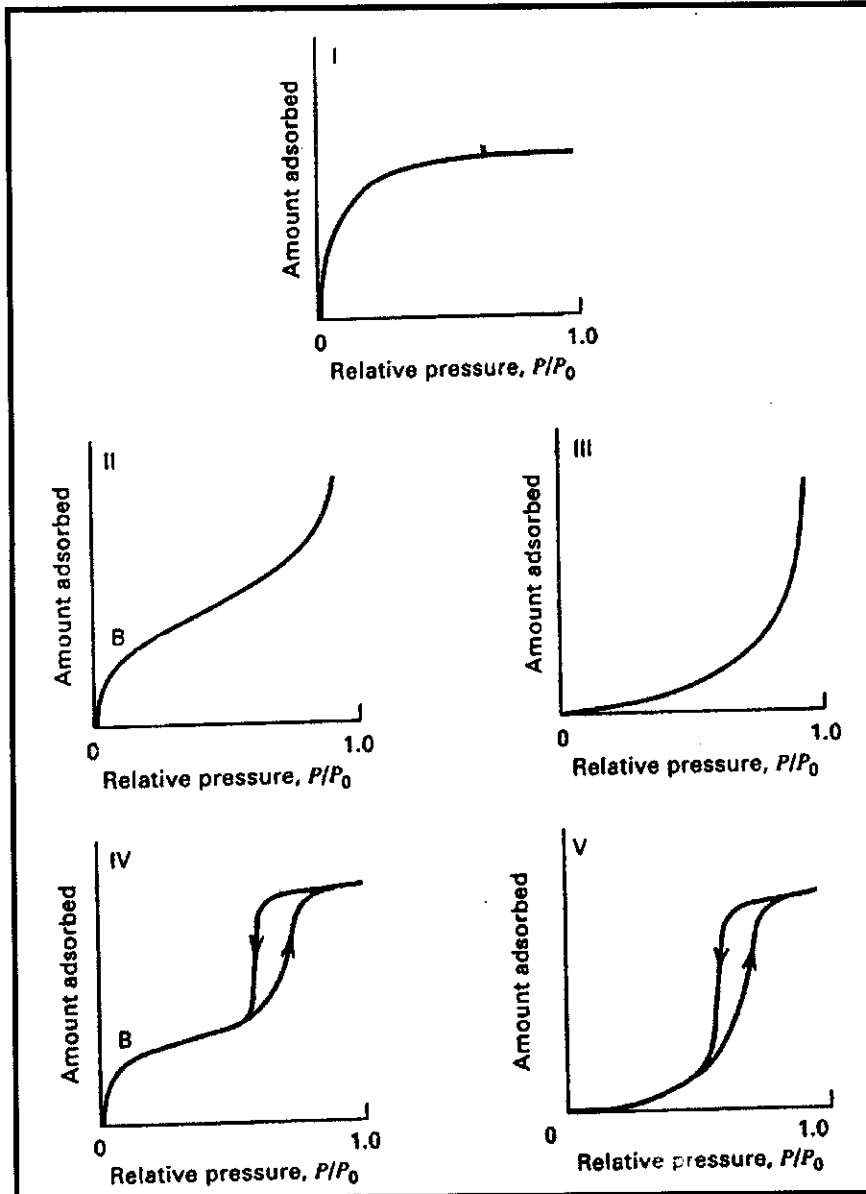 I
Amount adsorbed
0
1.0
Relative pressure, P/P₀
II
Amount adsorbed
B
0
1.0
Relative pressure, P/P₀
III
Amount adsorbed
0
1.0
Relative pressure, P/P₀
IV
Amount adsorbed
B
0
1.0
Relative pressure, P/P₀
V
Amount adsorbed
0
1.0
Relative pressure, P/P₀